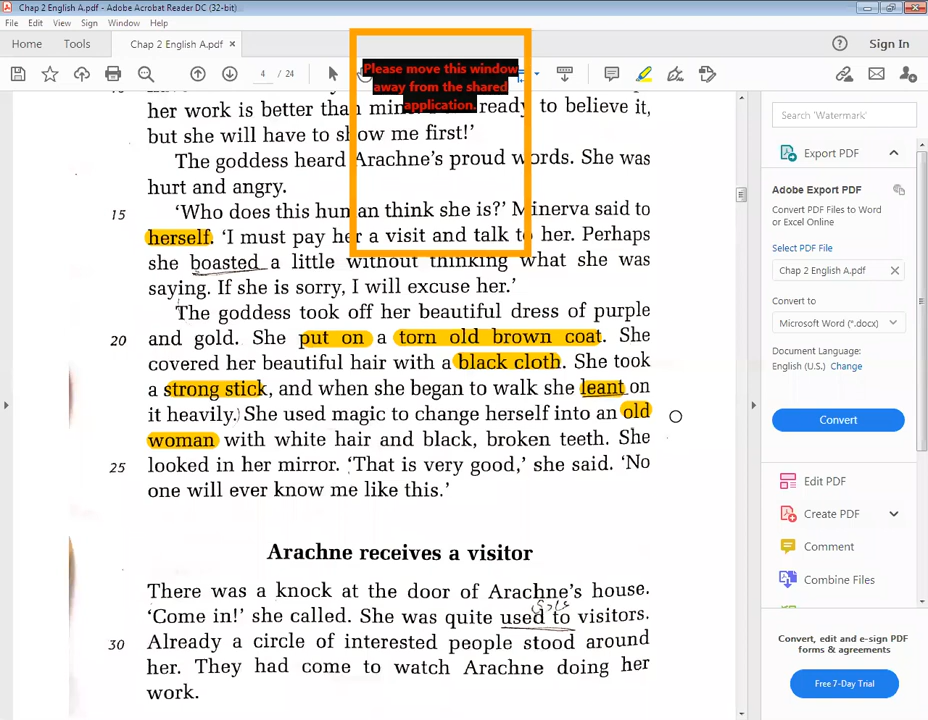 Chap 2 English A.pdf - Adobe Acrobat Reader DC (32-bit)
File Edit View Sign Window Help
Home Tools Chap 2 English A.pdf × Sign In
4 / 24
Please move this window
away from the shared
application.
her work is better than ready to believe it,
but she will have to show me first!’
The goddess heard Arachne’s proud words. She was
hurt and angry.
15 ‘Who does this human think she is?’ Minerva said to
herself. ‘I must pay her a visit and talk to her. Perhaps
she boasted a little without thinking what she was
saying. If she is sorry, I will excuse her.’
The goddess took off her beautiful dress of purple
20 and gold. She put on a torn old brown coat. She
covered her beautiful hair with a black cloth. She took
a strong stick, and when she began to walk she leant on
it heavily. She used magic to change herself into an old
woman with white hair and black, broken teeth. She
25 looked in her mirror. ‘That is very good,’ she said. ‘No
one will ever know me like this.’
Arachne receives a visitor
There was a knock at the door of Arachne’s house.
‘Come in!’ she called. She was quite used to visitors.
30 Already a circle of interested people stood around
her. They had come to watch Arachne doing her
work.
Search 'Watermark'
Export PDF
Adobe Export PDF
Convert PDF Files to Word
or Excel Online
Select PDF File
Chap 2 English A.pdf ×
Convert to
Microsoft Word (*.docx)
Document Language:
English (U.S.) Change
Convert
Edit PDF
Create PDF
Comment
Combine Files
Convert, edit and e-sign PDF
forms & agreements
Free 7-Day Trial